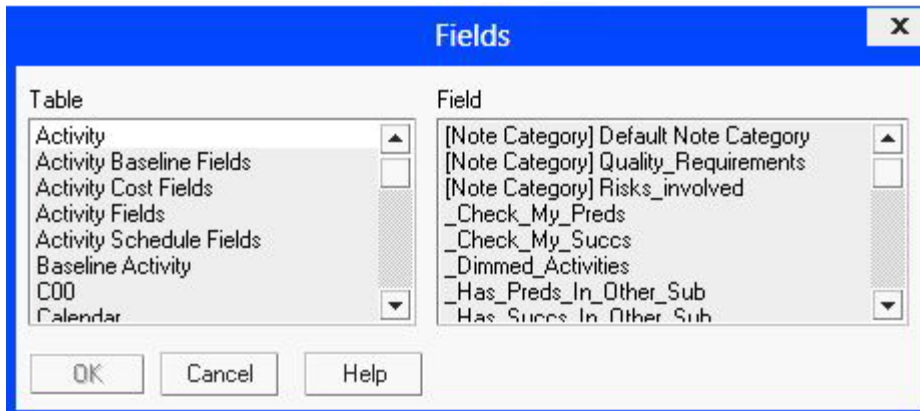 Fields
X
Table
Activity
Activity Baseline Fields
Activity Cost Fields
Activity Fields
Activity Schedule Fields
Baseline Activity
C00
Calendar
Field
[Note Category] Default Note Category
[Note Category] Quality_Requirements
[Note Category] Risks_involved
_Check_My_Preds
_Check_My_Succs
_Dimmed_Activities
_Has_Preds_In_Other_Sub
_Has_Succs_In_Other_Sub
OK
Cancel
Help